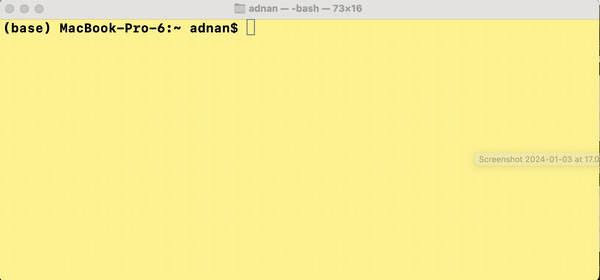 adnan — -bash — 73×16
(base) MacBook-Pro-6:~ adnan$
Screenshot 2024-01-03 at 17.0